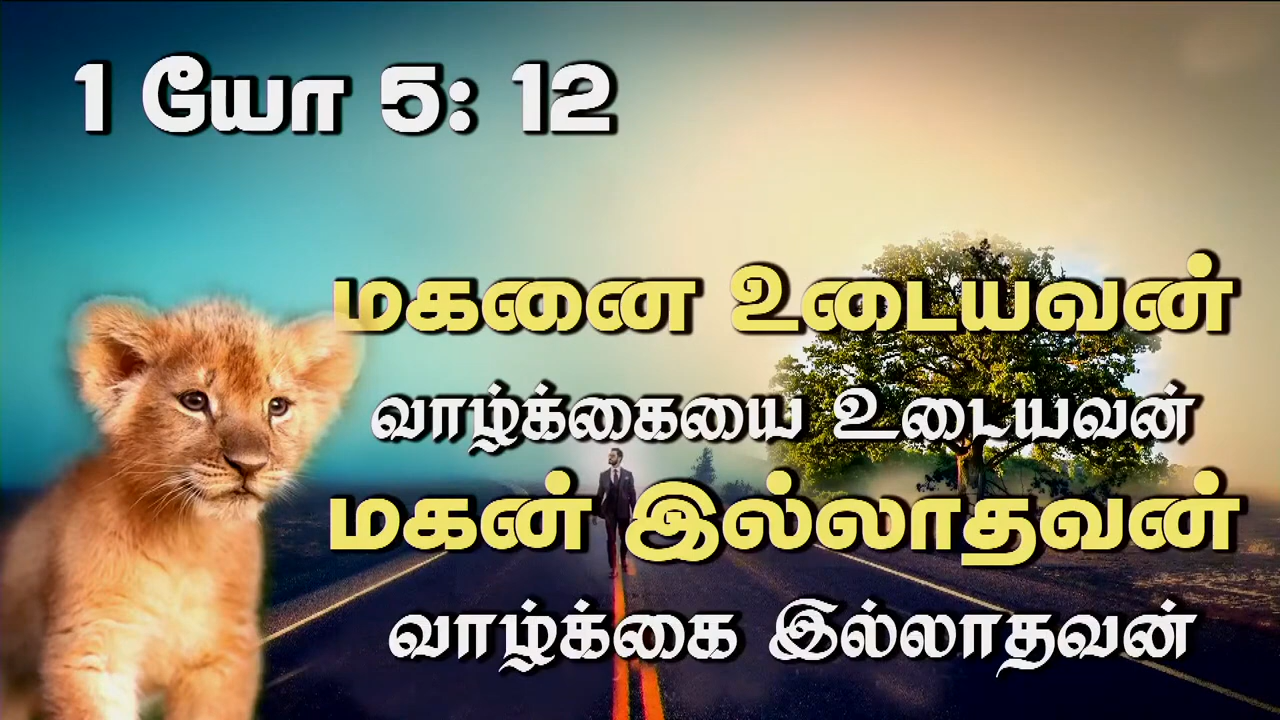 1 யோ 5: 12
மகனை உடையவன்
வாழ்க்கையை உடையவன்
மகன் இல்லாதவன்
வாழ்க்கை இல்லாதவன்